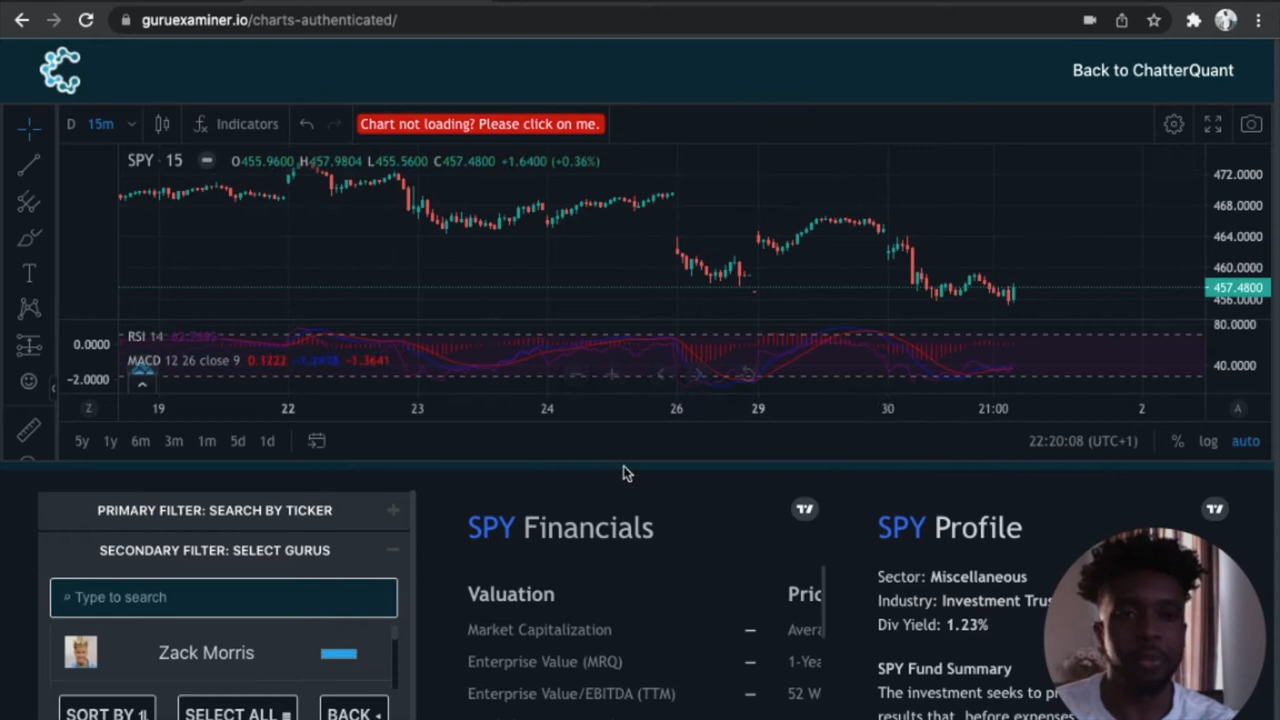 guruexaminer.io/charts-authenticated/
Back to ChatterQuant
D 15m Indicators Chart not loading? Please click on me.
SPY · 15 O455.9600 H457.9804 L455.5600 C457.4800 +1.6400 (+0.36%)
472.0000
468.0000
464.0000
460.0000
457.4800
456.0000
RSI 14
80.0000
0.0000
MACD 12 26 close 9 0.1222 -1.3641
40.0000
−2.0000
Z 19 22 23 24 26 29 30 21:00 2 A
5y 1y 6m 3m 1m 5d 1d 22:20:08 (UTC+1) % log auto
PRIMARY FILTER: SEARCH BY TICKER +
SECONDARY FILTER: SELECT GURUS −
Type to search
Zack Morris
SORT BY SELECT ALL BACK
SPY Financials
Valuation Pric
Market Capitalization — Avera
Enterprise Value (MRQ) — 1-Yea
Enterprise Value/EBITDA (TTM) — 52 W
SPY Profile
Sector: Miscellaneous
Industry: Investment Trus
Div Yield: 1.23%
SPY Fund Summary
The investment seeks to pr
results that, before expenses